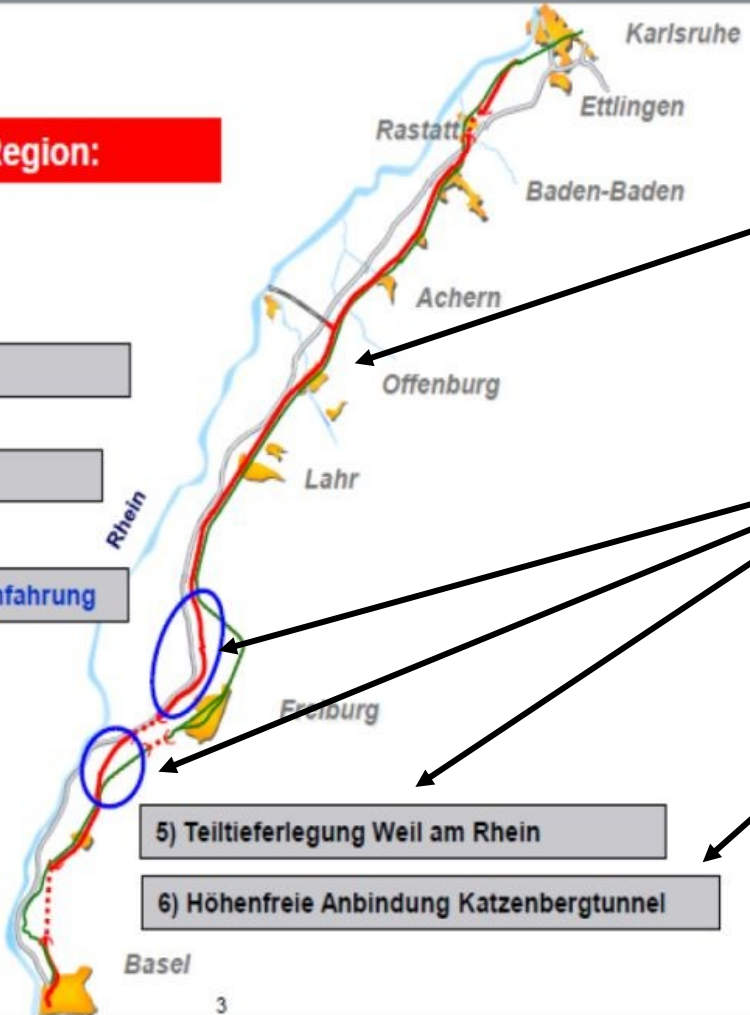 Karlsruhe
Ettlingen
Rastatt
Region:
Baden-Baden
Achern
Offenburg
Lahr
Rhein
nfahrung
Freiburg
5) Teiltieferlegung Weil am Rhein
6) Höhenfreie Anbindung Katzenbergtunnel
Basel
3